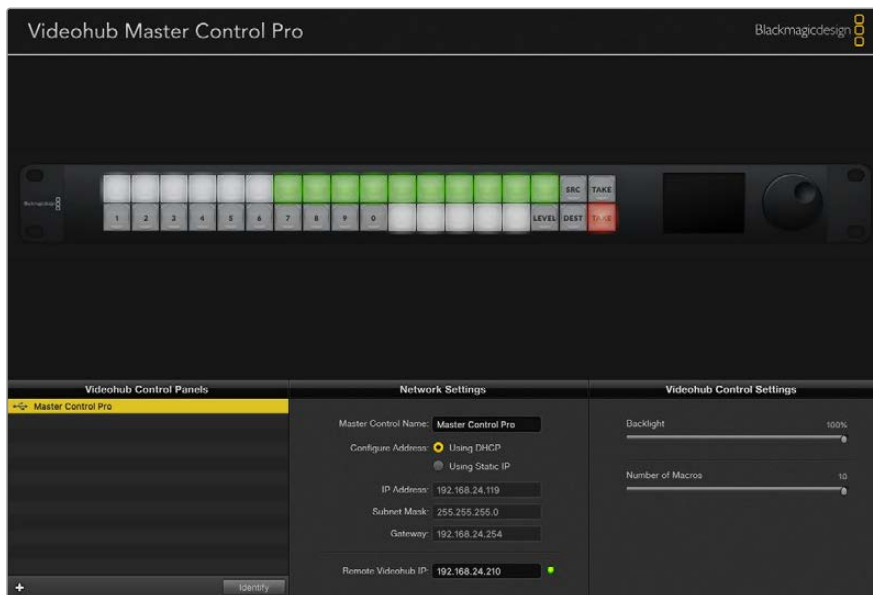 Videohub Master Control Pro
Blackmagicdesign
SRC TAKE
1 2 3 4 5 6 7 8 9 0 LEVEL DEST TAKE
Videohub Control Panels
Master Control Pro
Identify
Network Settings
Master Control Name: Master Control Pro
Configure Address: Using DHCP
Using Static IP
IP Address: 192.168.24.119
Subnet Mask: 255.255.255.0
Gateway: 192.168.24.254
Remote Videohub IP: 192.168.24.210
Videohub Control Settings
Backlight 100%
Number of Macros 10